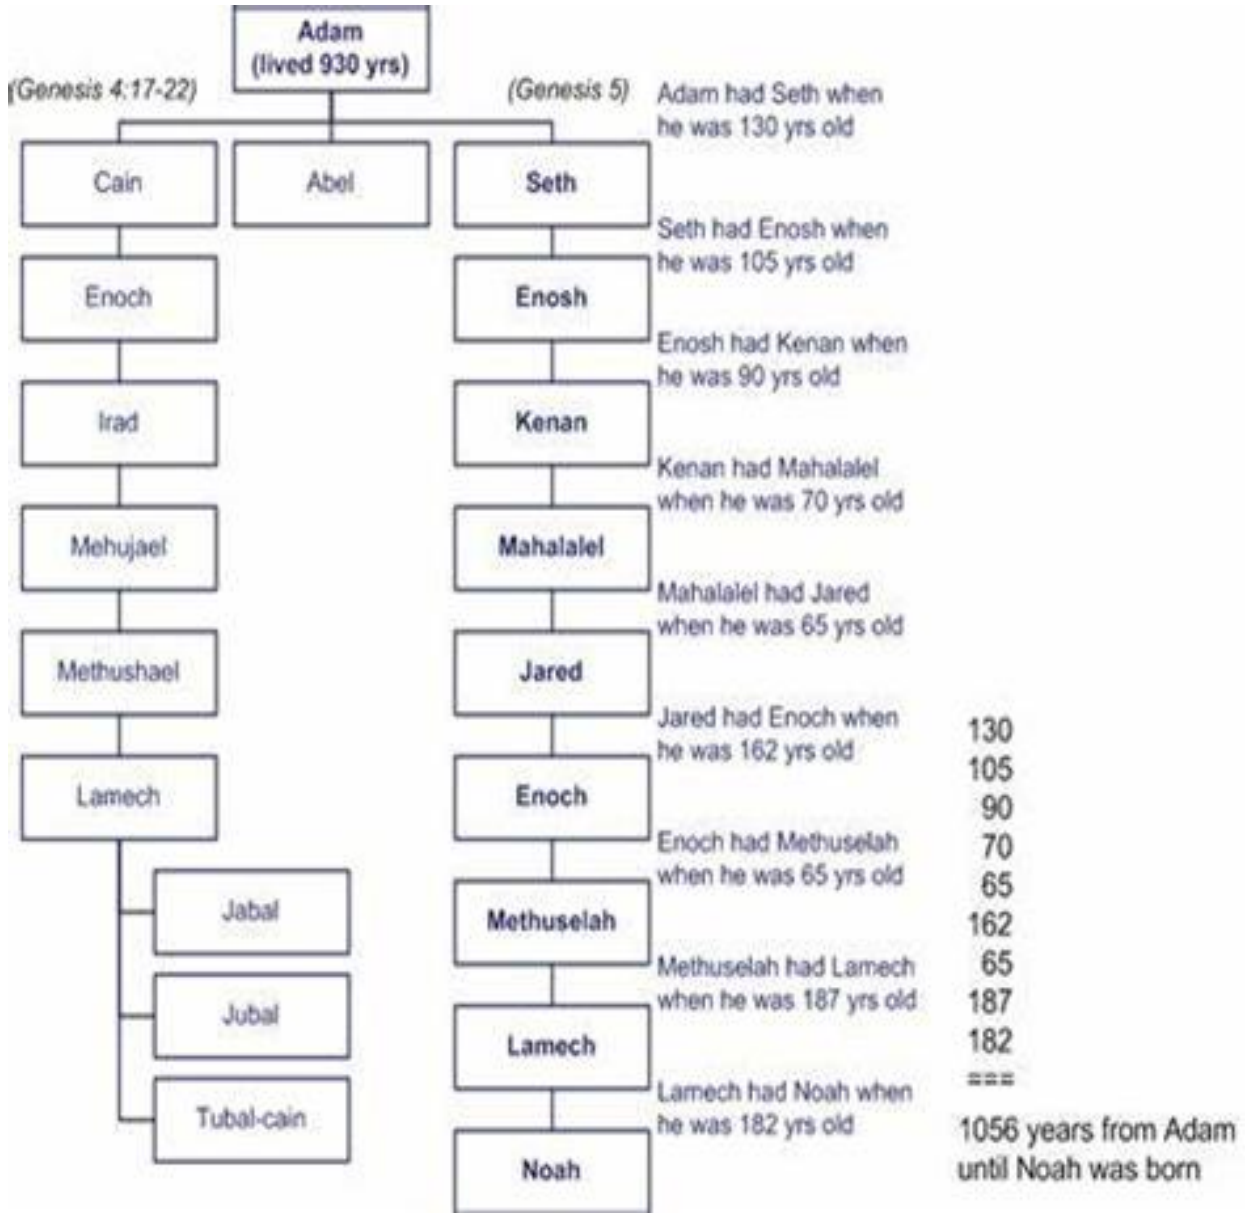 Adam
(lived 930 yrs)
(Genesis 4:17-22)
(Genesis 5)
Adam had Seth when
he was 130 yrs old
Cain
Abel
Seth
Seth had Enosh when
he was 105 yrs old
Enoch
Enosh
Enosh had Kenan when
he was 90 yrs old
Irad
Kenan
Kenan had Mahalalel
when he was 70 yrs old
Mehujael
Mahalalel
Mahalalel had Jared
when he was 65 yrs old
Methushael
Jared
Jared had Enoch when
he was 162 yrs old
Lamech
Enoch
Enoch had Methuselah
when he was 65 yrs old
Jabal
Methuselah
Methuselah had Lamech
when he was 187 yrs old
Jubal
Lamech
Lamech had Noah when
he was 182 yrs old
Tubal-cain
Noah
130
105
90
70
65
162
65
187
182
===
1056 years from Adam
until Noah was born